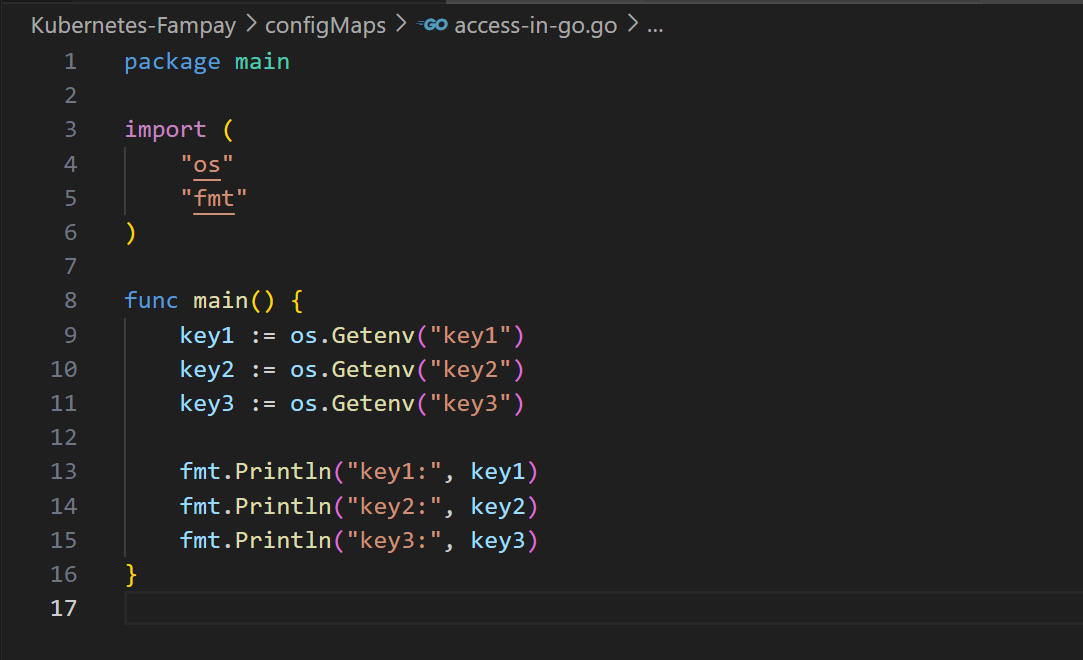 Kubernetes-Fampay > configMaps > GO access-in-go.go > ...
1 package main
2
3 import (
4     "os"
5     "fmt"
6 )
7
8 func main() {
9     key1 := os.Getenv("key1")
10     key2 := os.Getenv("key2")
11     key3 := os.Getenv("key3")
12
13     fmt.Println("key1:", key1)
14     fmt.Println("key2:", key2)
15     fmt.Println("key3:", key3)
16 }
17